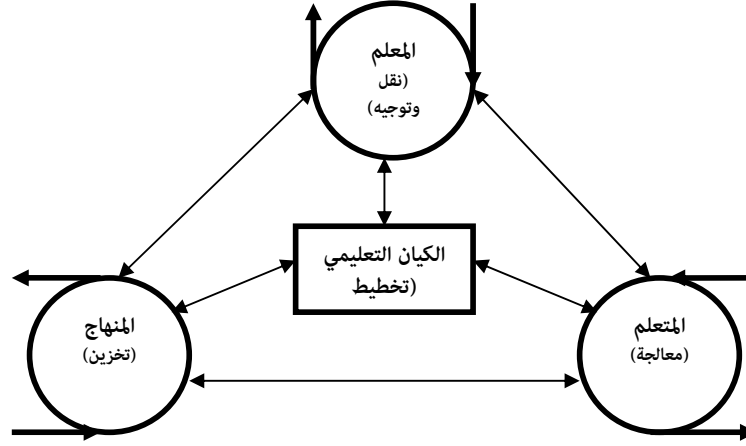 المعلم
(نقل
وتوجيه)
الكيان التعليمي
(تخطيط
المنهاج
(تخزين)
المتعلم
(معالجة)